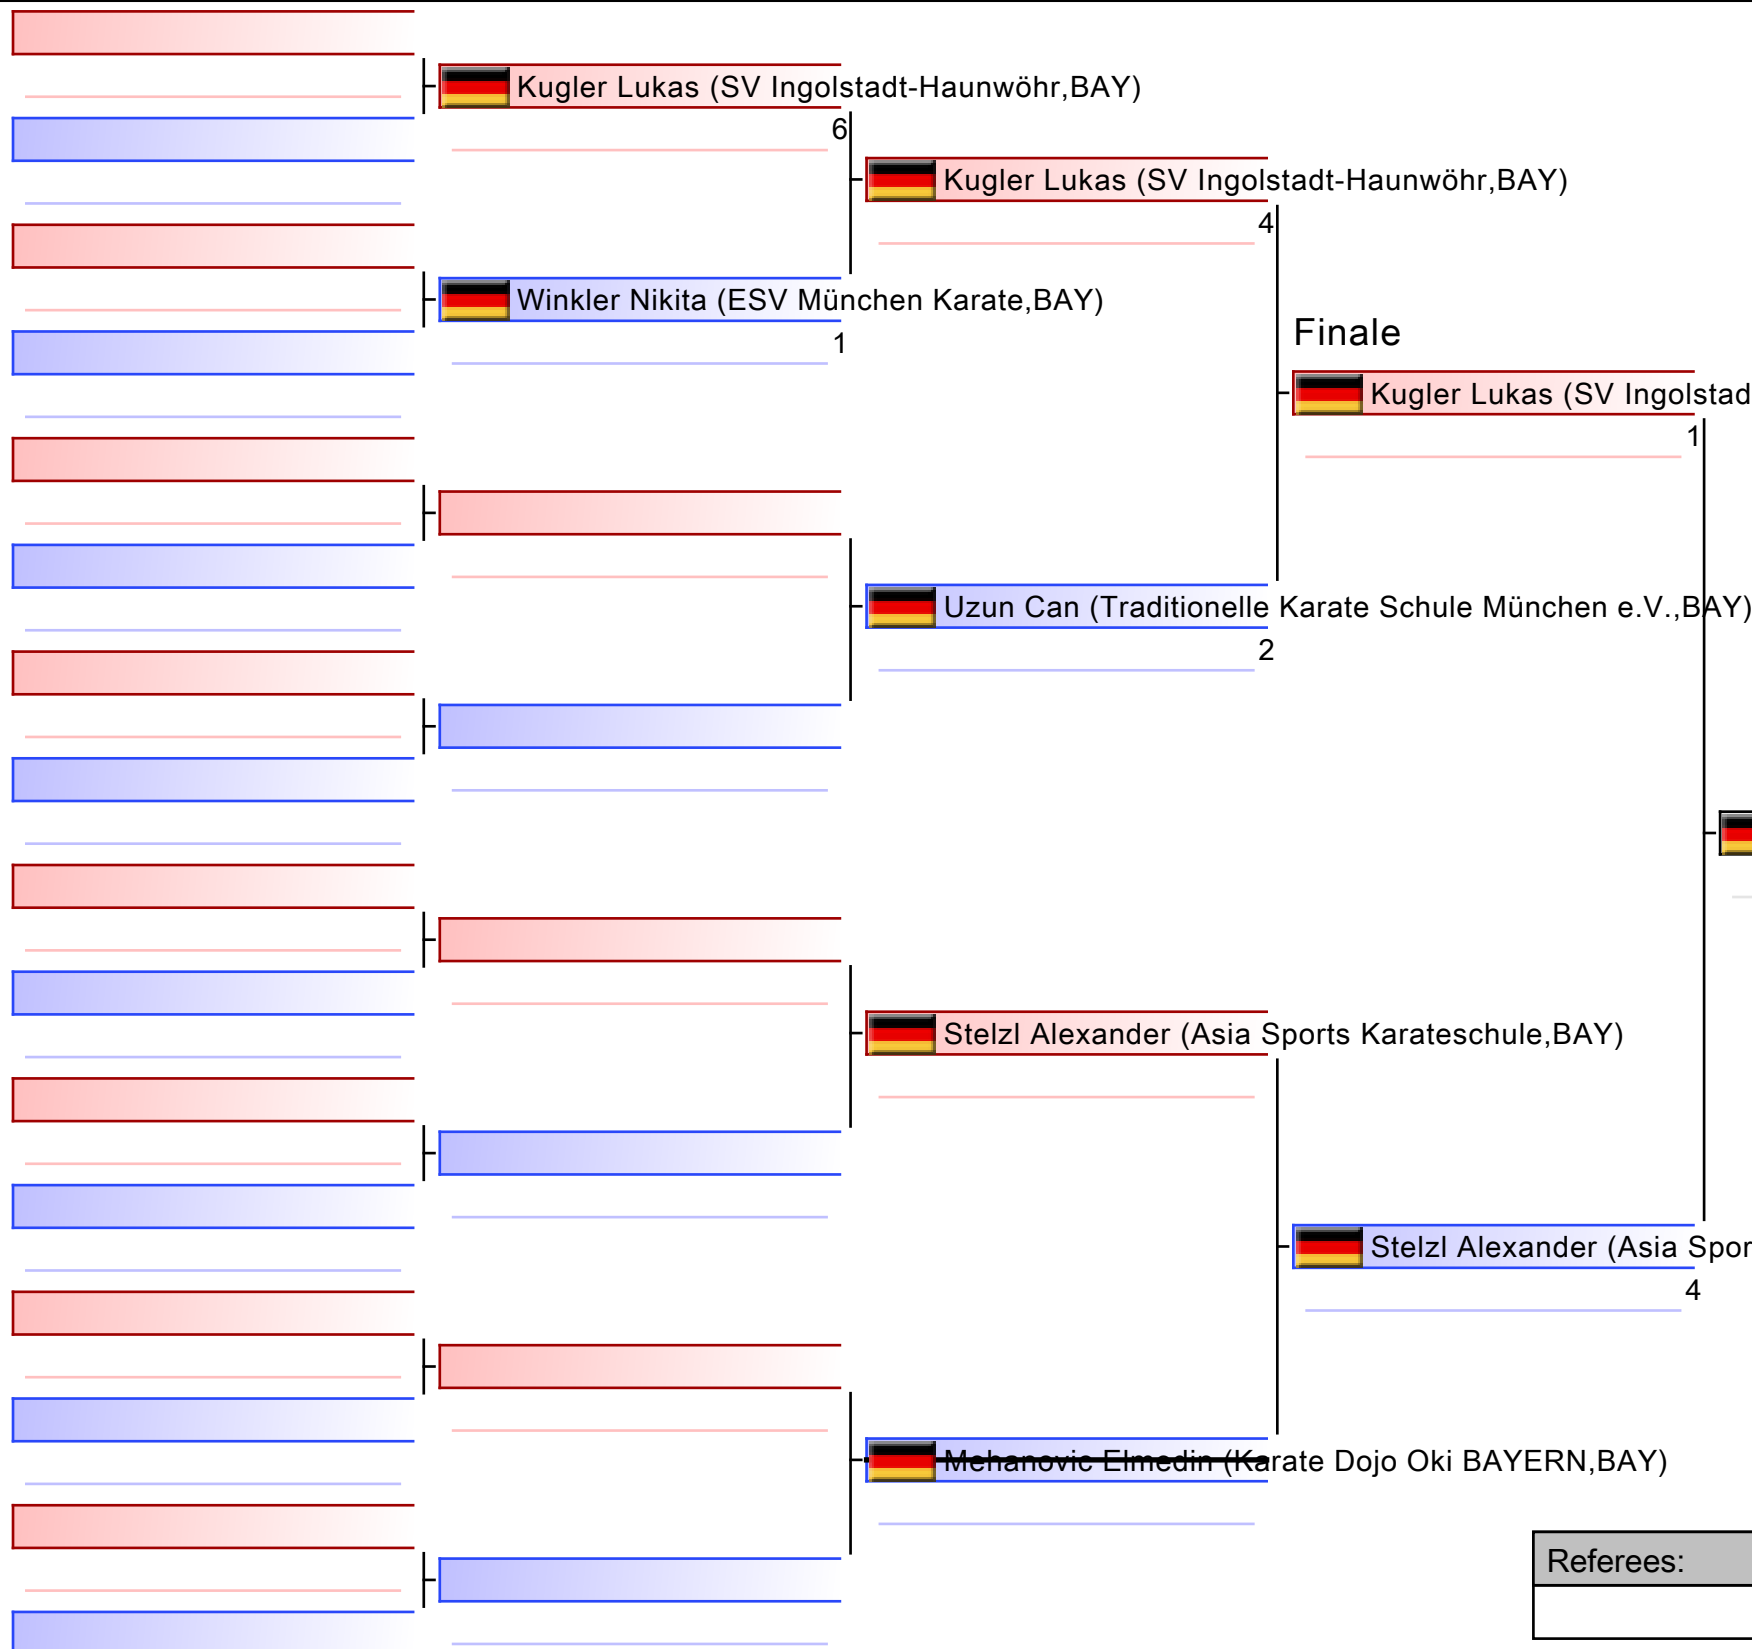 Kugler Lukas (SV Ingolstadt-Haunwöhr,BAY)
6
Kugler Lukas (SV Ingolstadt-Haunwöhr,BAY)
4
Winkler Nikita (ESV München Karate,BAY)
1
Finale
Kugler Lukas (SV Ingolstad
1
Uzun Can (Traditionelle Karate Schule München e.V.,BAY)
2
Stelzl Alexander (Asia Sports Karateschule,BAY)
Stelzl Alexander (Asia Spor
4
Mehanovic Elmedin (Karate Dojo Oki BAYERN,BAY)
Referees: